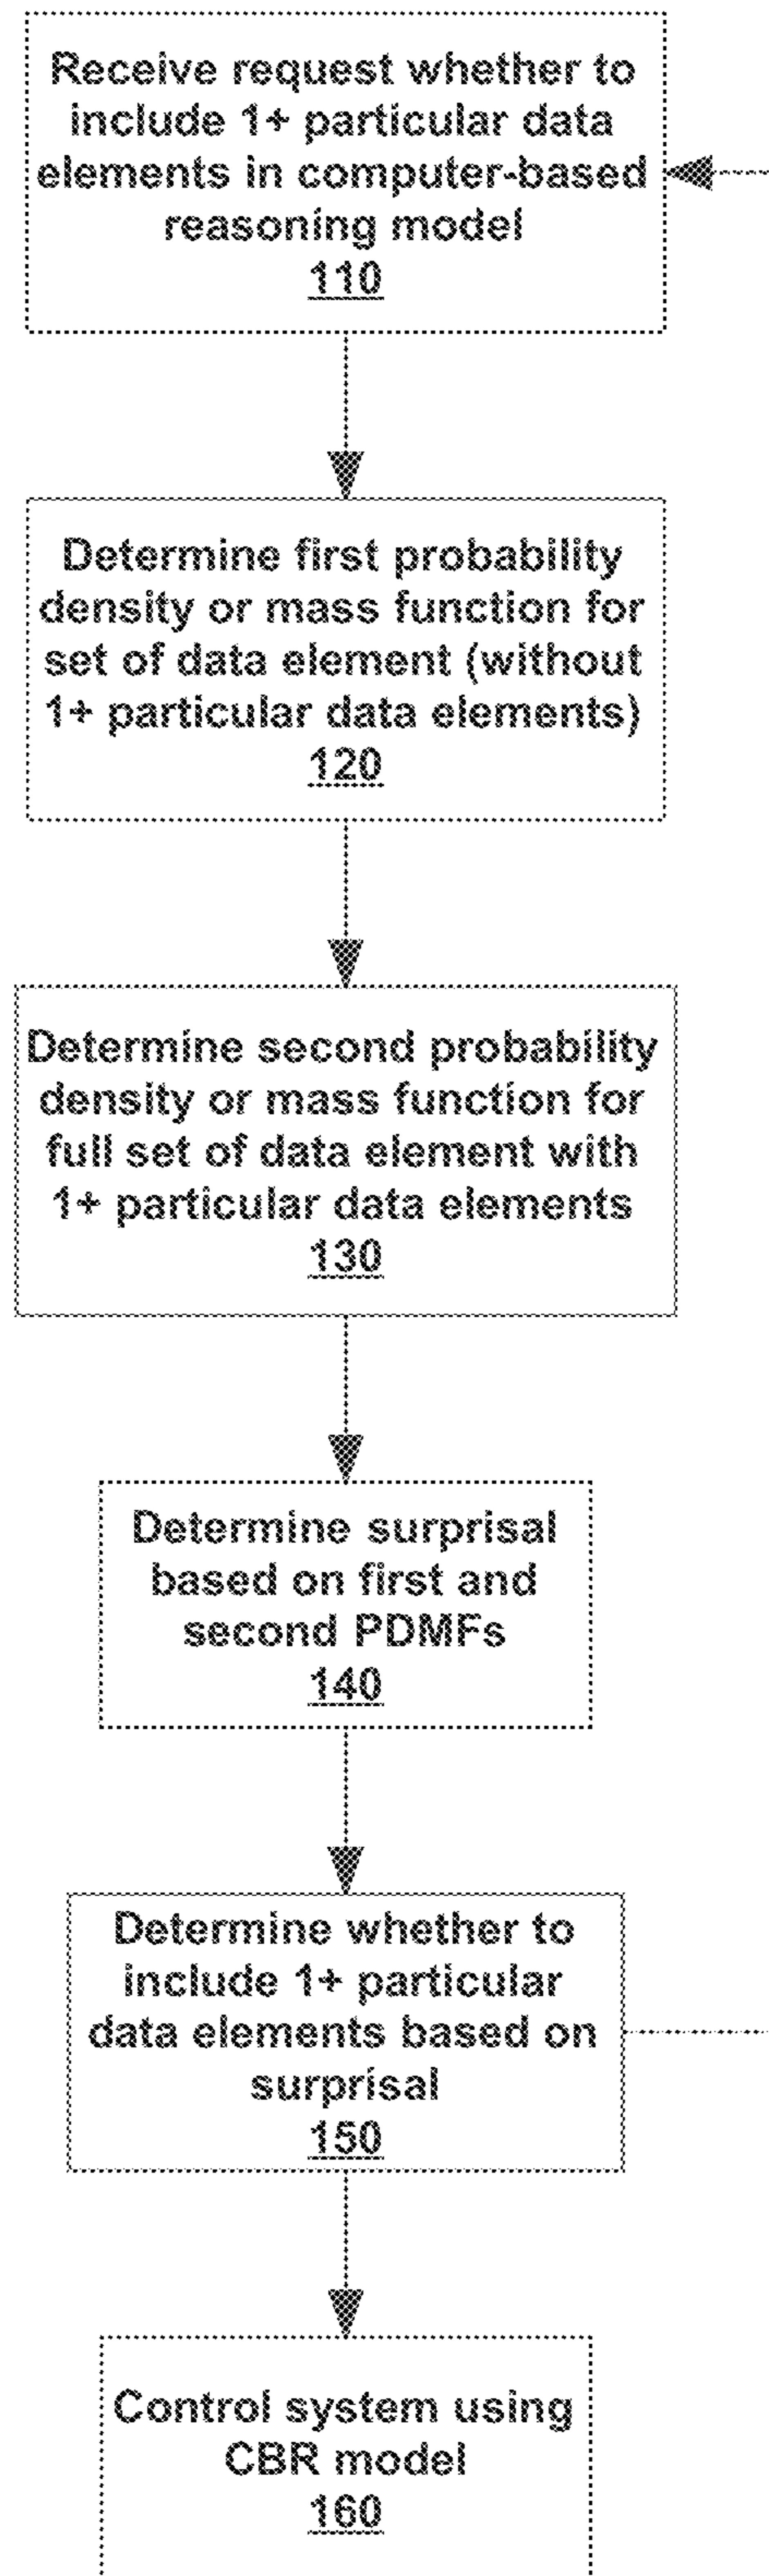 Receive request whether to
include 1+ particular data
elements in computer-based
reasoning model
110
Determine first probability
density or mass function for
set of data element (without
1+ particular data elements)
120
Determine second probability
density or mass function for
full set of data element with
1+ particular data elements
130
Determine surprisal
based on first and
second PDMFs
140
Determine whether to
include 1+ particular
data elements based on
surprisal
150
Control system using
CBR model
160